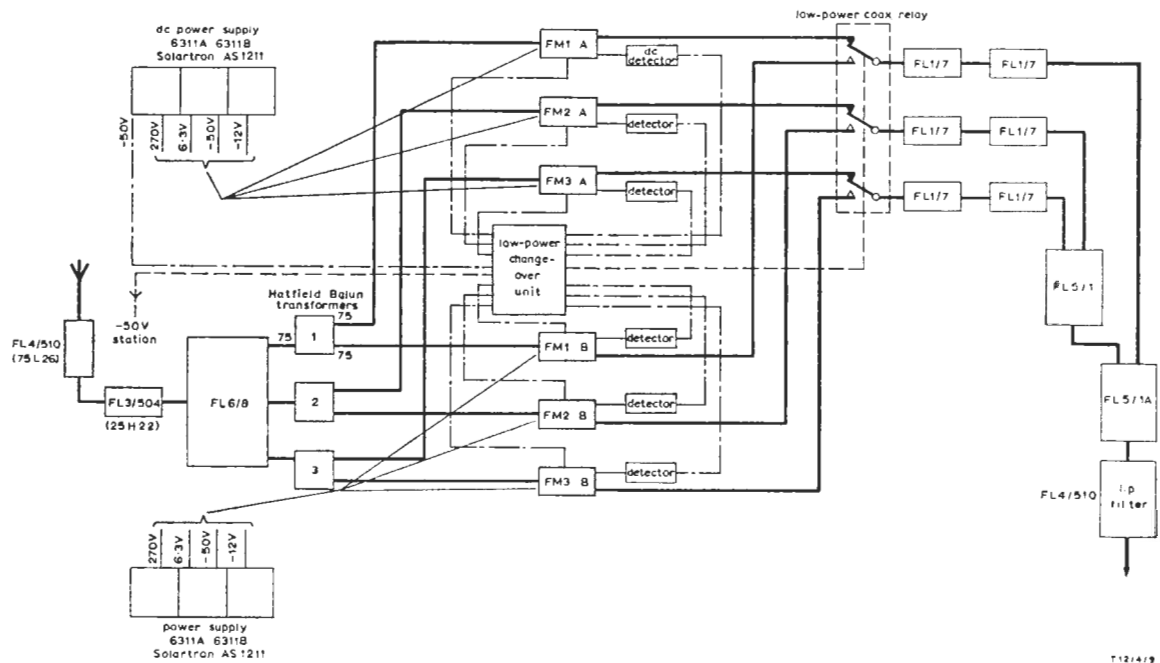 dc power supply
6311A 6311B
Solartron AS1211
-50V
270V
6·3V
-50V
-12V
low-power coax relay
FM1 A
dc
detector
FM2 A
detector
FM3 A
detector
FL1/7
FL1/7
FL1/7
FL1/7
FL1/7
FL1/7
low-power
change-
over
unit
-50V
station
Hatfield Balun
transformers
75
75
75
1
2
3
FL4/510
(75L26)
FL3/504
(25H22)
FL6/8
FM1 B
detector
FM2 B
detector
FM3 B
detector
FL5/1
FL5/1A
FL4/510
l.p
filter
270V
6·3V
-50V
-12V
power supply
6311A 6311B
Solartron AS1211
T12/4/9